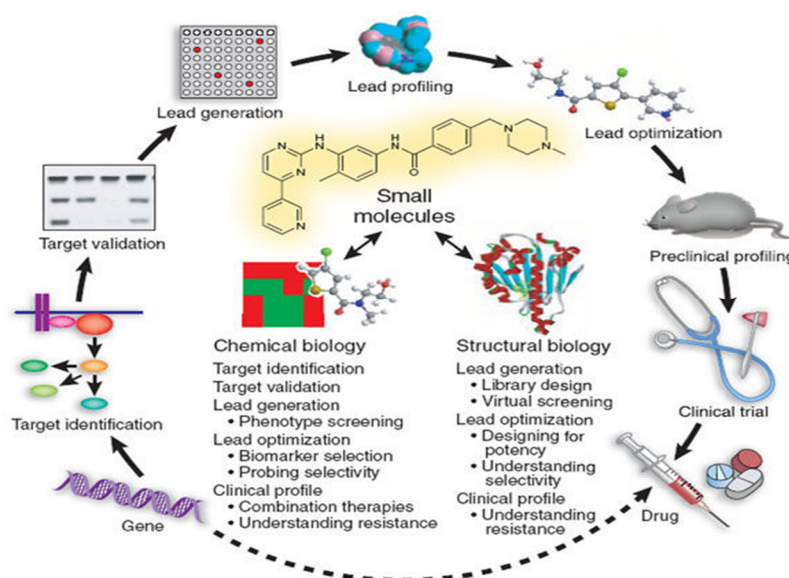 Lead generation
Lead profiling
Lead optimization
Target validation
N
N
H
N
N
H
N
O
N
N
Small
molecules
Preclinical profiling
Target identification
Chemical biology
Target identification
Target validation
Lead generation
• Phenotype screening
Lead optimization
• Biomarker selection
• Probing selectivity
Clinical profile
• Combination therapies
• Understanding resistance
Structural biology
Lead generation
• Library design
• Virtual screening
Lead optimization
• Designing for
potency
• Understanding
selectivity
Clinical profile
• Understanding
resistance
Clinical trial
Gene
Drug